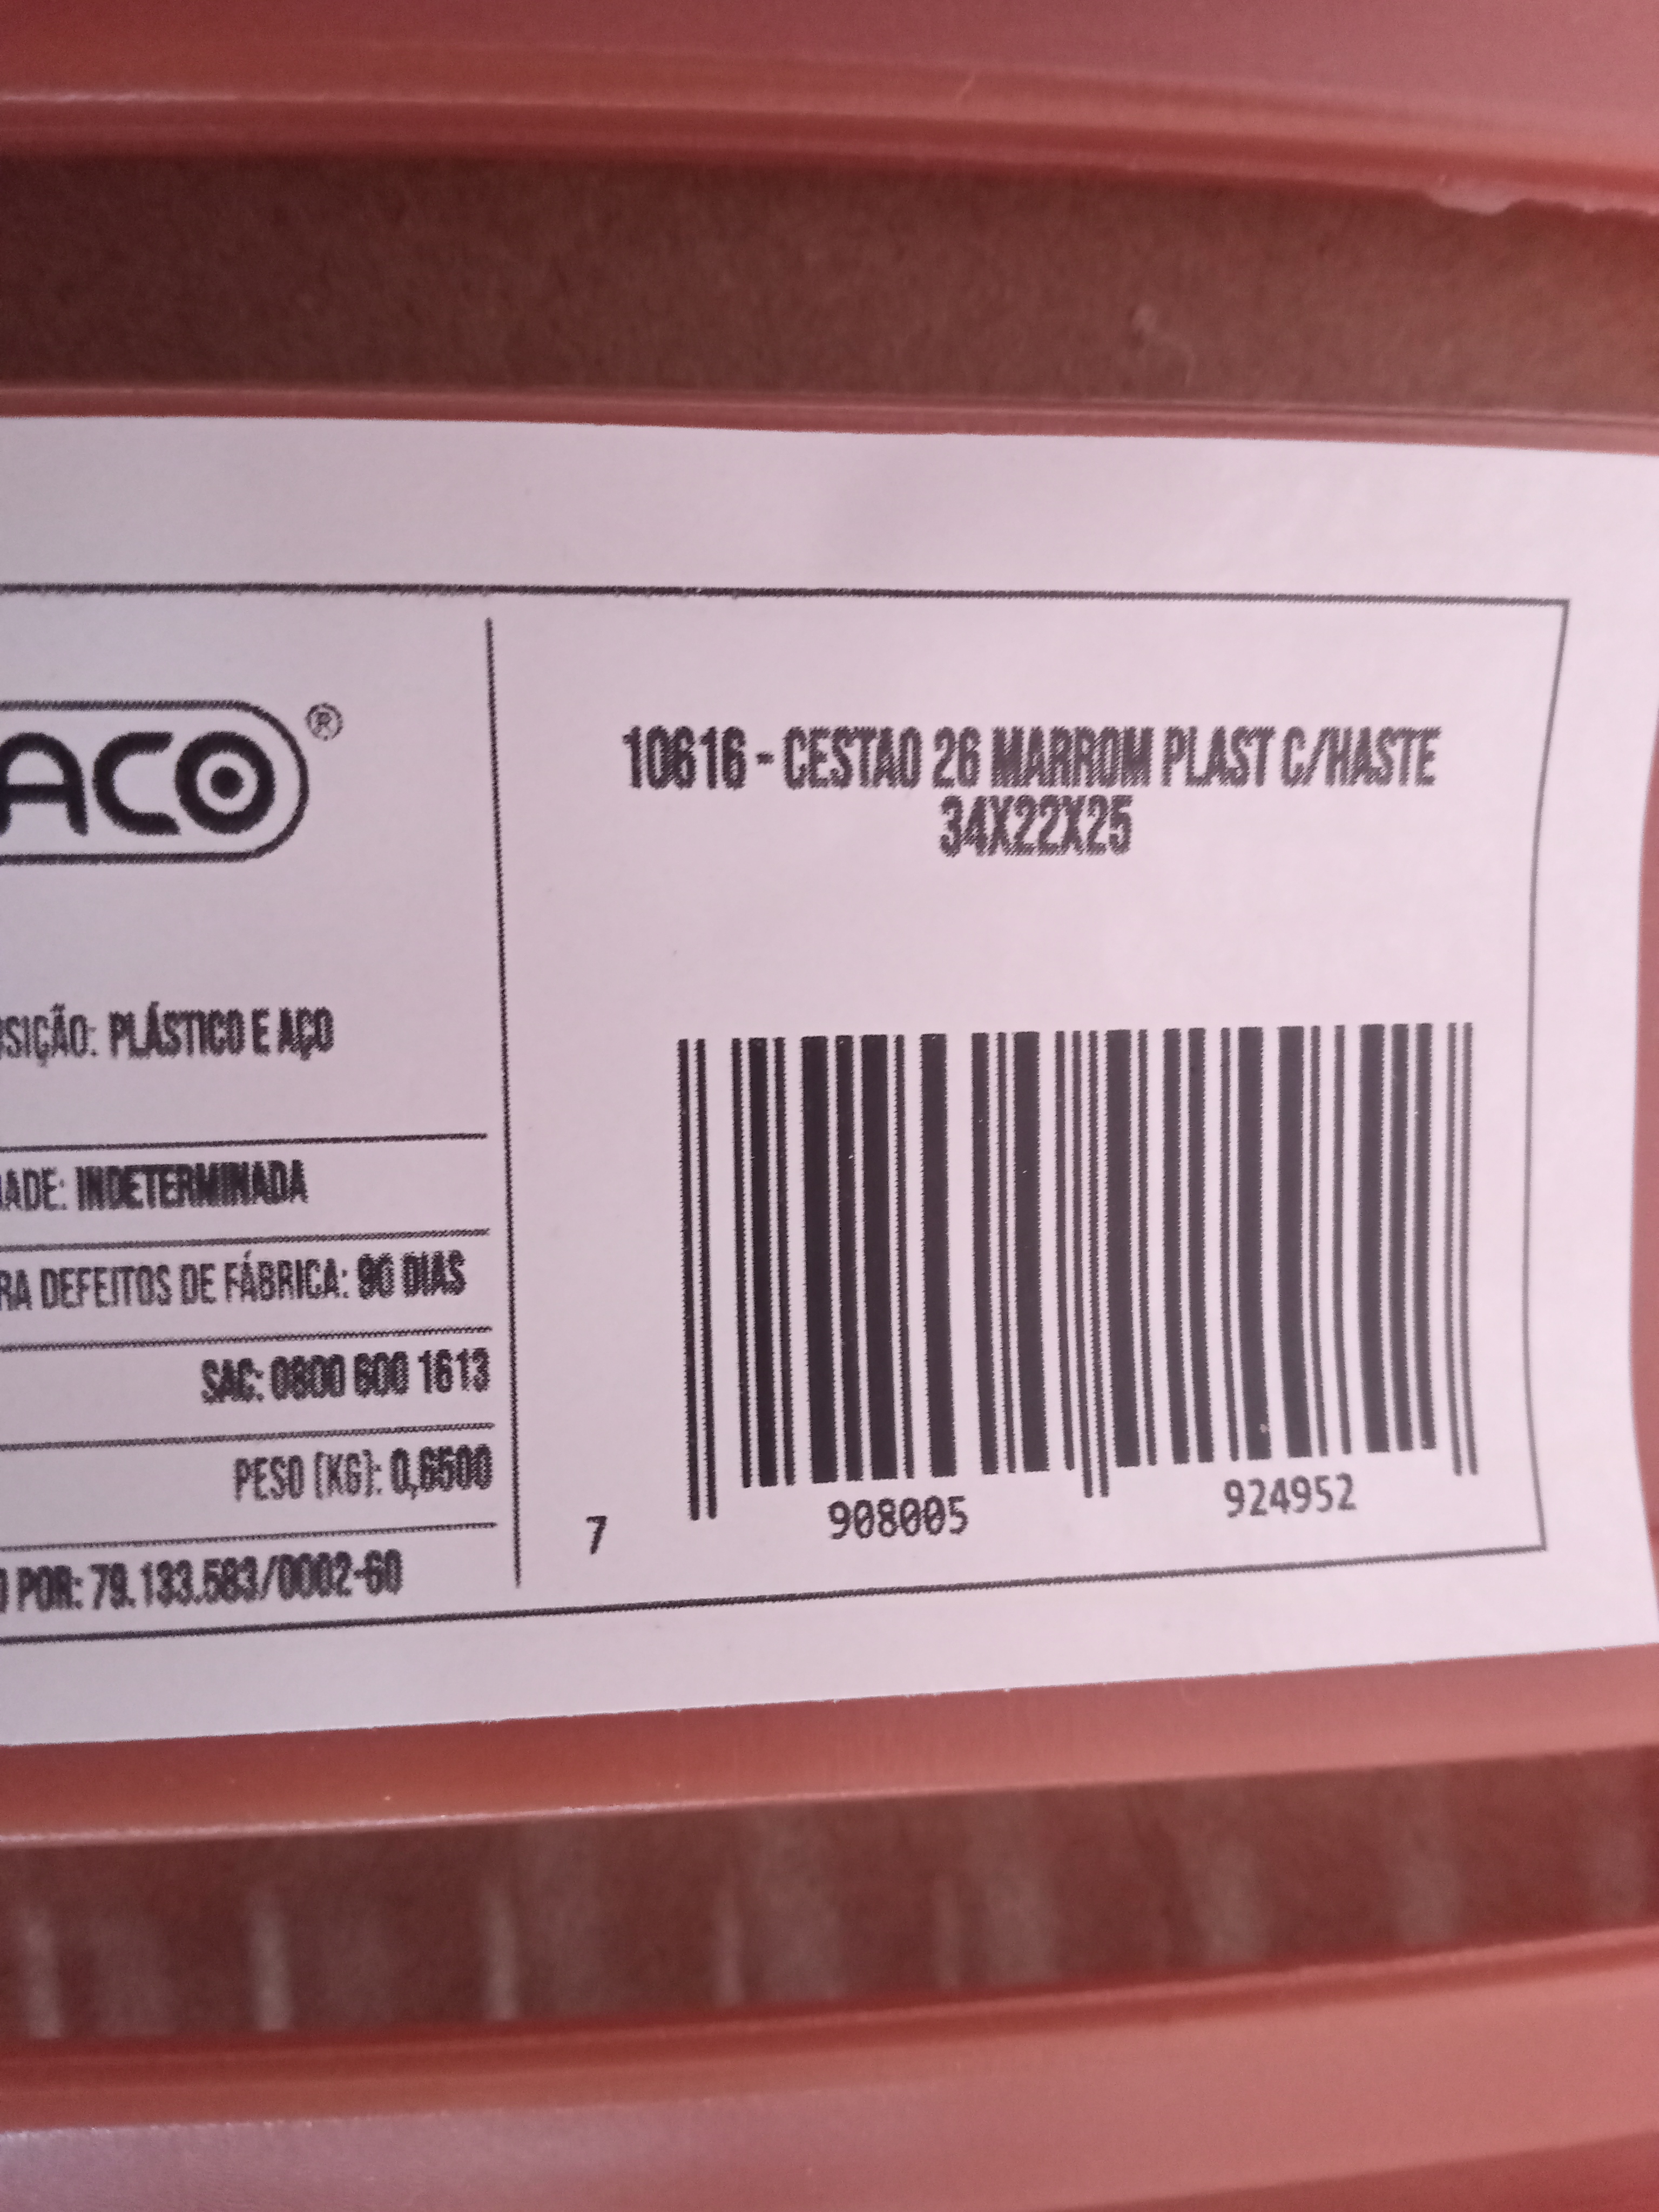 ACO®
10616 - CESTAO 26 MARROM PLAST C/HASTE
34X22X25
SIÇÃO: PLÁSTICO E AÇO
ADE: INDETERMINADA
RA DEFEITOS DE FÁBRICA: 90 DIAS
SAC: 0800 600 1613
PESO (KG): 0,6500
POR: 79.133.583/0002-60
7 908005 924952